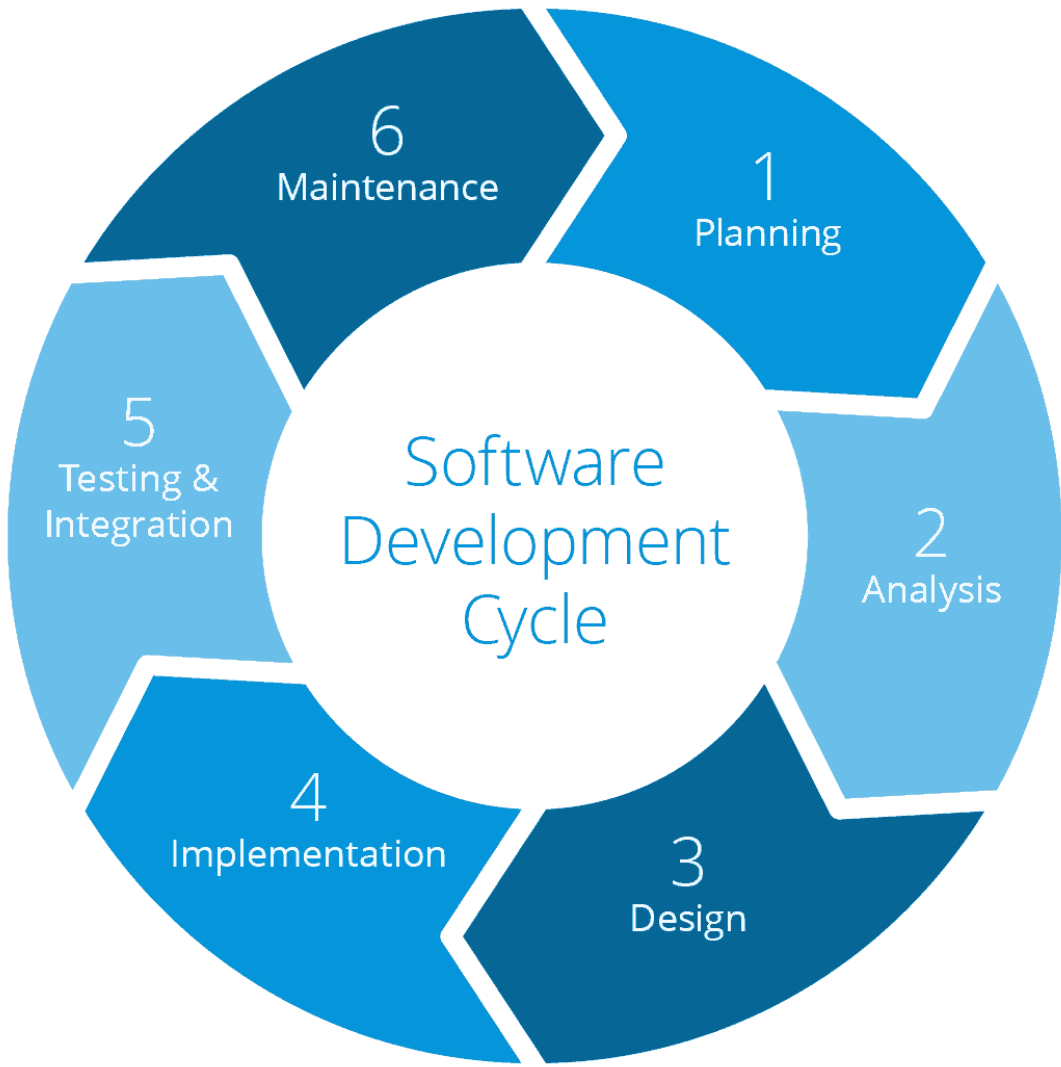 Software
Development
Cycle
1
Planning
2
Analysis
3
Design
4
Implementation
5
Testing &
Integration
6
Maintenance